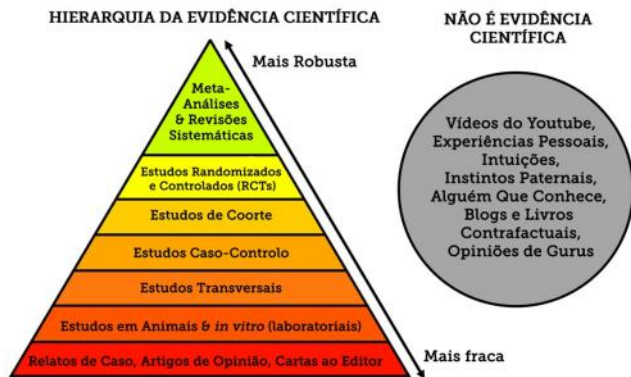 HIERARQUIA DA EVIDÊNCIA CIENTÍFICA
Mais Robusta
Meta-
Análises
& Revisões
Sistemáticas
Estudos Randomizados
e Controlados (RCTs)
Estudos de Coorte
Estudos Caso-Controlo
Estudos Transversais
Estudos em Animais & in vitro (laboratoriais)
Relatos de Caso, Artigos de Opinião, Cartas ao Editor
Mais fraca
NÃO É EVIDÊNCIA
CIENTÍFICA
Vídeos do Youtube,
Experiências Pessoais,
Intuições,
Instintos Paternais,
Alguém Que Conhece,
Blogs e Livros
Contrafactuais,
Opiniões de Gurus